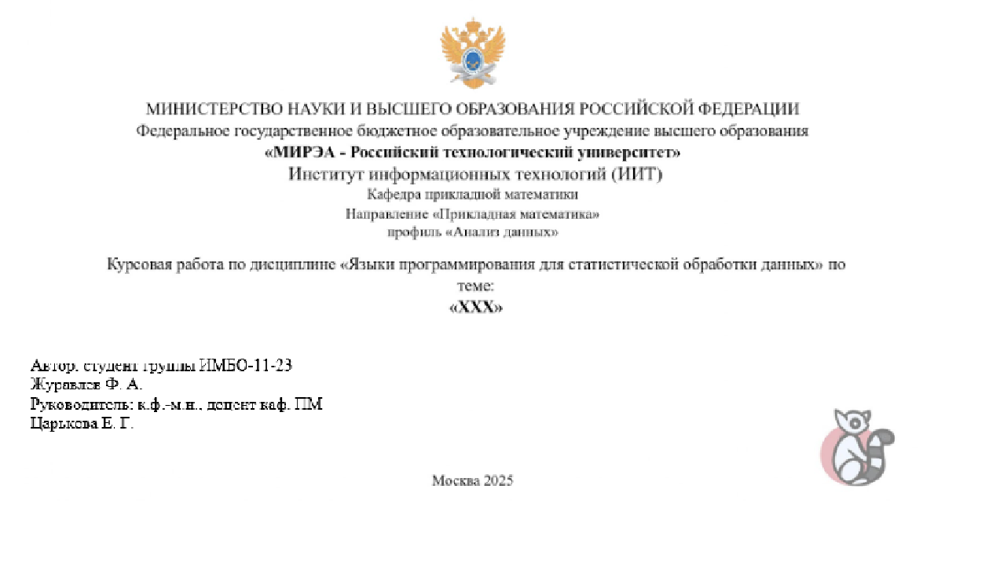 МИНИСТЕРСТВО НАУКИ И ВЫСШЕГО ОБРАЗОВАНИЯ РОССИЙСКОЙ ФЕДЕРАЦИИ
Федеральное государственное бюджетное образовательное учреждение высшего образования
«МИРЭА - Российский технологический университет»
Институт информационных технологий (ИИТ)
Кафедра прикладной математики
Направление «Прикладная математика»
профиль «Анализ данных»
Курсовая работа по дисциплине «Языки программирования для статистической обработки данных» по
теме:
«ХХХ»
Автор: студент группы ИМБО-11-23
Журавлев Ф. А.
Руководитель: к.ф.-м.н., доцент каф. ПМ
Царькова Е. Г.
Москва 2025